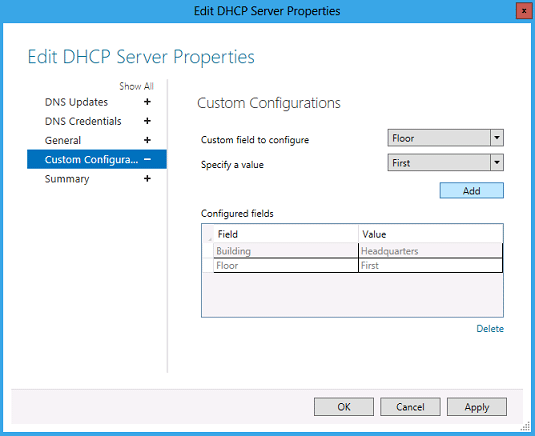 Edit DHCP Server Properties
x
Edit DHCP Server Properties
Show All
DNS Updates +
DNS Credentials +
General +
Custom Configura... −
Summary +
Custom Configurations
Custom field to configure Floor
Specify a value First
Add
Configured fields
Field Value
Building Headquarters
Floor First
Delete
OK Cancel Apply